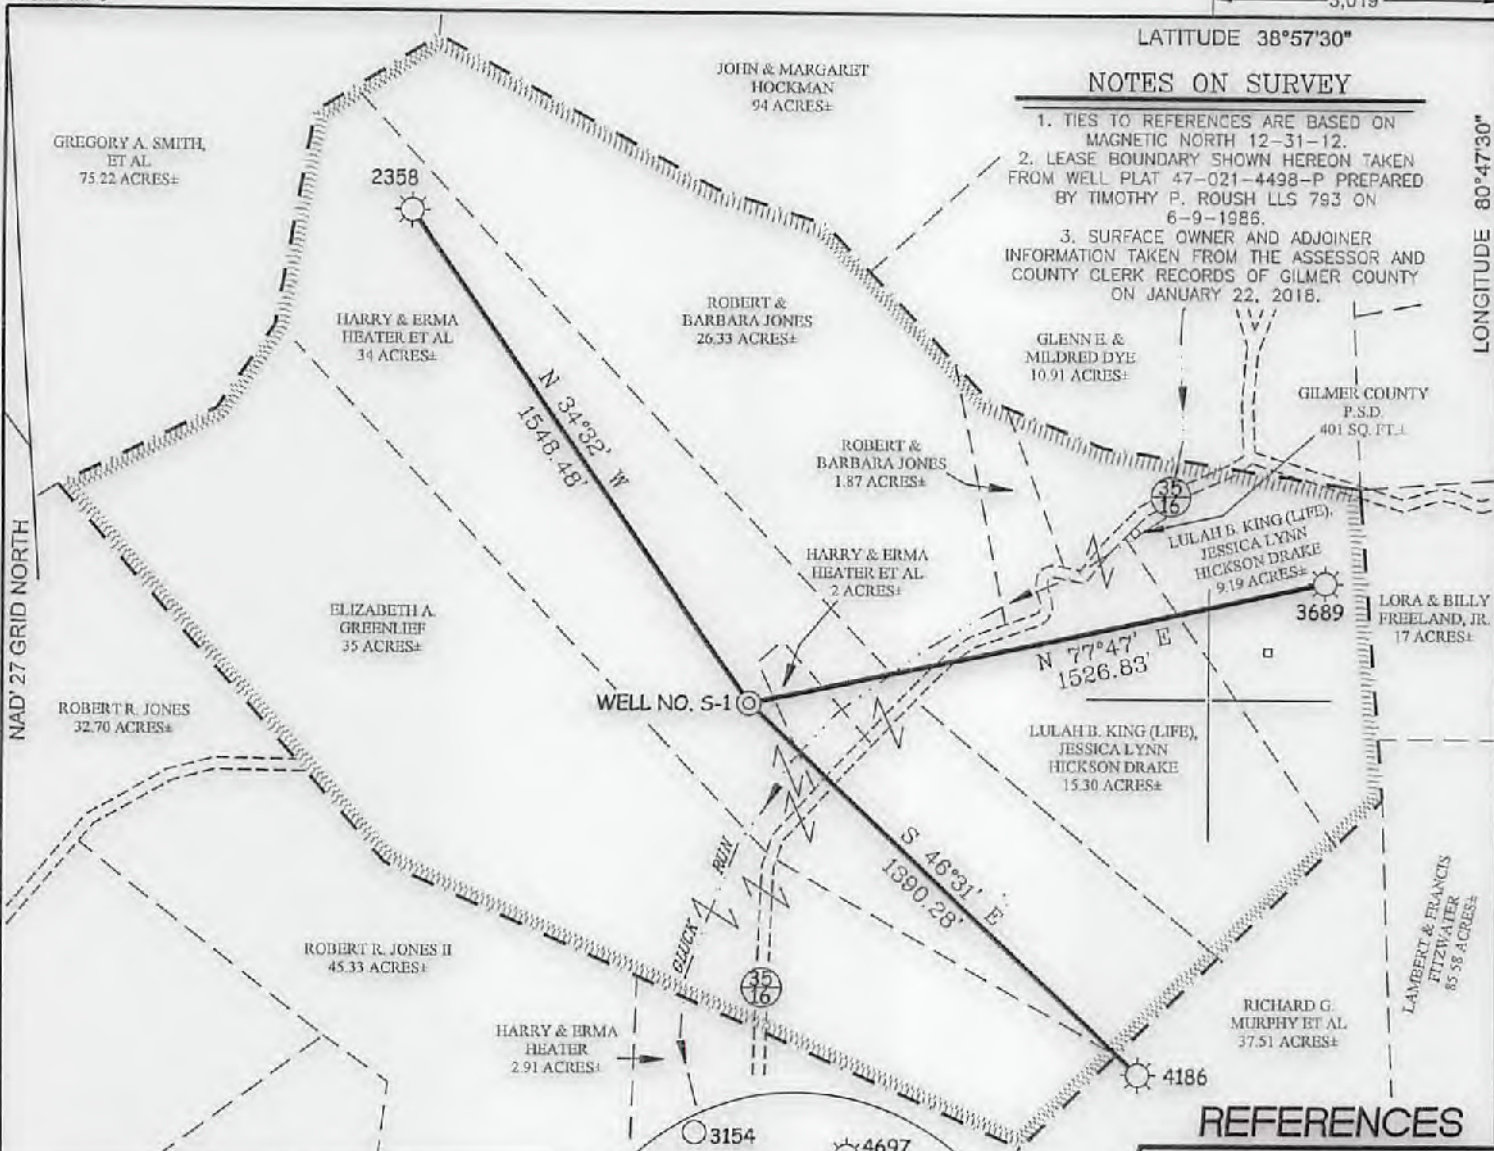 3,019
LATITUDE 38°57'30"
NOTES ON SURVEY
1. TIES TO REFERENCES ARE BASED ON
MAGNETIC NORTH 12-31-12.
2. LEASE BOUNDARY SHOWN HEREON TAKEN
FROM WELL PLAT 47-021-4498-P PREPARED
BY TIMOTHY P. ROUSH LLS 793 ON
6-9-1986.
3. SURFACE OWNER AND ADJOINER
INFORMATION TAKEN FROM THE ASSESSOR AND
COUNTY CLERK RECORDS OF GILMER COUNTY
ON JANUARY 22, 2018.
LONGITUDE 80°47'30"
JOHN & MARGARET
HOCKMAN
94 ACRES±
GREGORY A. SMITH,
ET AL
75.22 ACRES±
2358
HARRY & ERMA
HEATER ET AL
34 ACRES±
ROBERT &
BARBARA JONES
26.33 ACRES±
GLENN E &
MILDRED DYE
10.91 ACRES±
GILMER COUNTY
P.S.D.
401 SQ. FT.±
N 34°32' W
1548.48'
ROBERT &
BARBARA JONES
1.87 ACRES±
35
16
LULAH B. KING (LIFE),
JESSICA LYNN
HICKSON DRAKE
9.19 ACRES±
HARRY & ERMA
HEATER ET AL
2 ACRES±
3689
LORA & BILLY
FREELAND, JR.
17 ACRES±
NAD'27 GRID NORTH
ELIZABETH A.
GREENLIEF
35 ACRES±
N 77°47' E
1526.83'
WELL NO. S-1
ROBERT R. JONES
32.70 ACRES±
LULAH B. KING (LIFE),
JESSICA LYNN
HICKSON DRAKE
15.30 ACRES±
S 46°31' E
1390.28'
GLUCK RUN
LAMBERT & FRANCIS
FITZWATER
85.58 ACRES±
ROBERT R. JONES II
45.33 ACRES±
35
16
HARRY & ERMA
HEATER
2.91 ACRES±
RICHARD G.
MURPHY ET AL
37.51 ACRES±
4186
3154
4697
REFERENCES